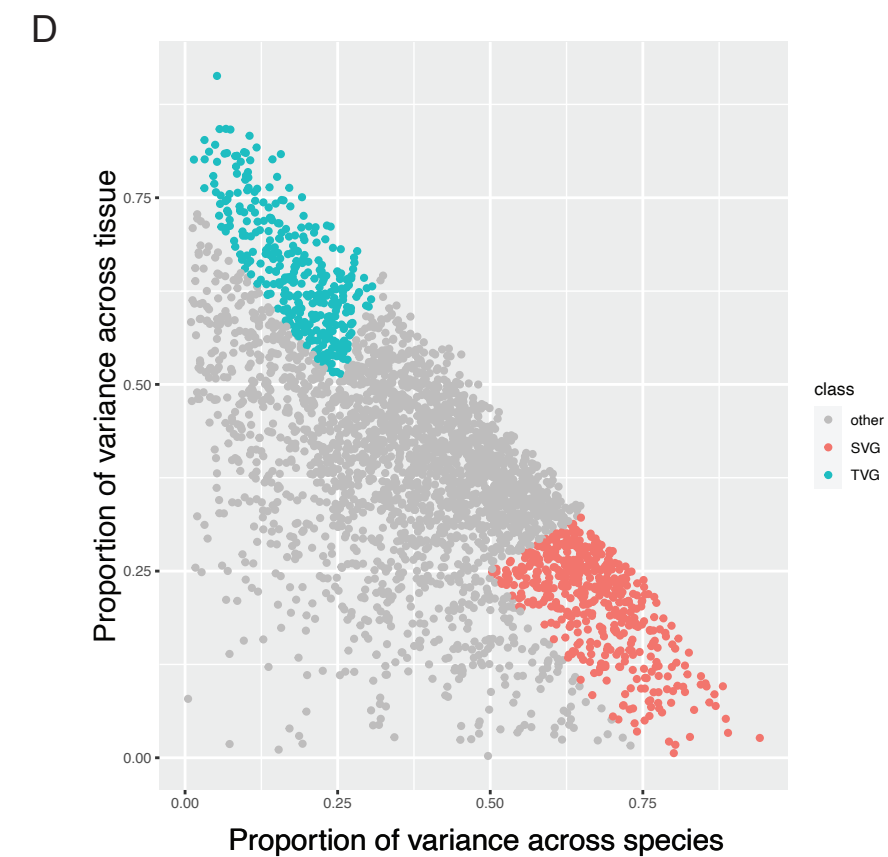 D
Proportion of variance across tissue
0.75
0.50
0.25
0.00
0.00 0.25 0.50 0.75
Proportion of variance across species
class
other
SVG
TVG